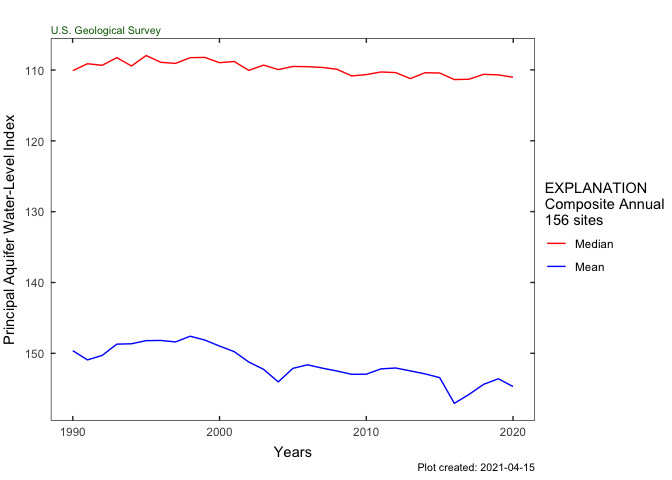 U.S. Geological Survey
Principal Aquifer Water-Level Index
110
120
130
140
150
1990
2000
2010
2020
Years
EXPLANATION
Composite Annual
156 sites
Median
Mean
Plot created: 2021-04-15